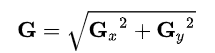 𝐆 = √(𝐆ₓ² + 𝐆ᵧ²)